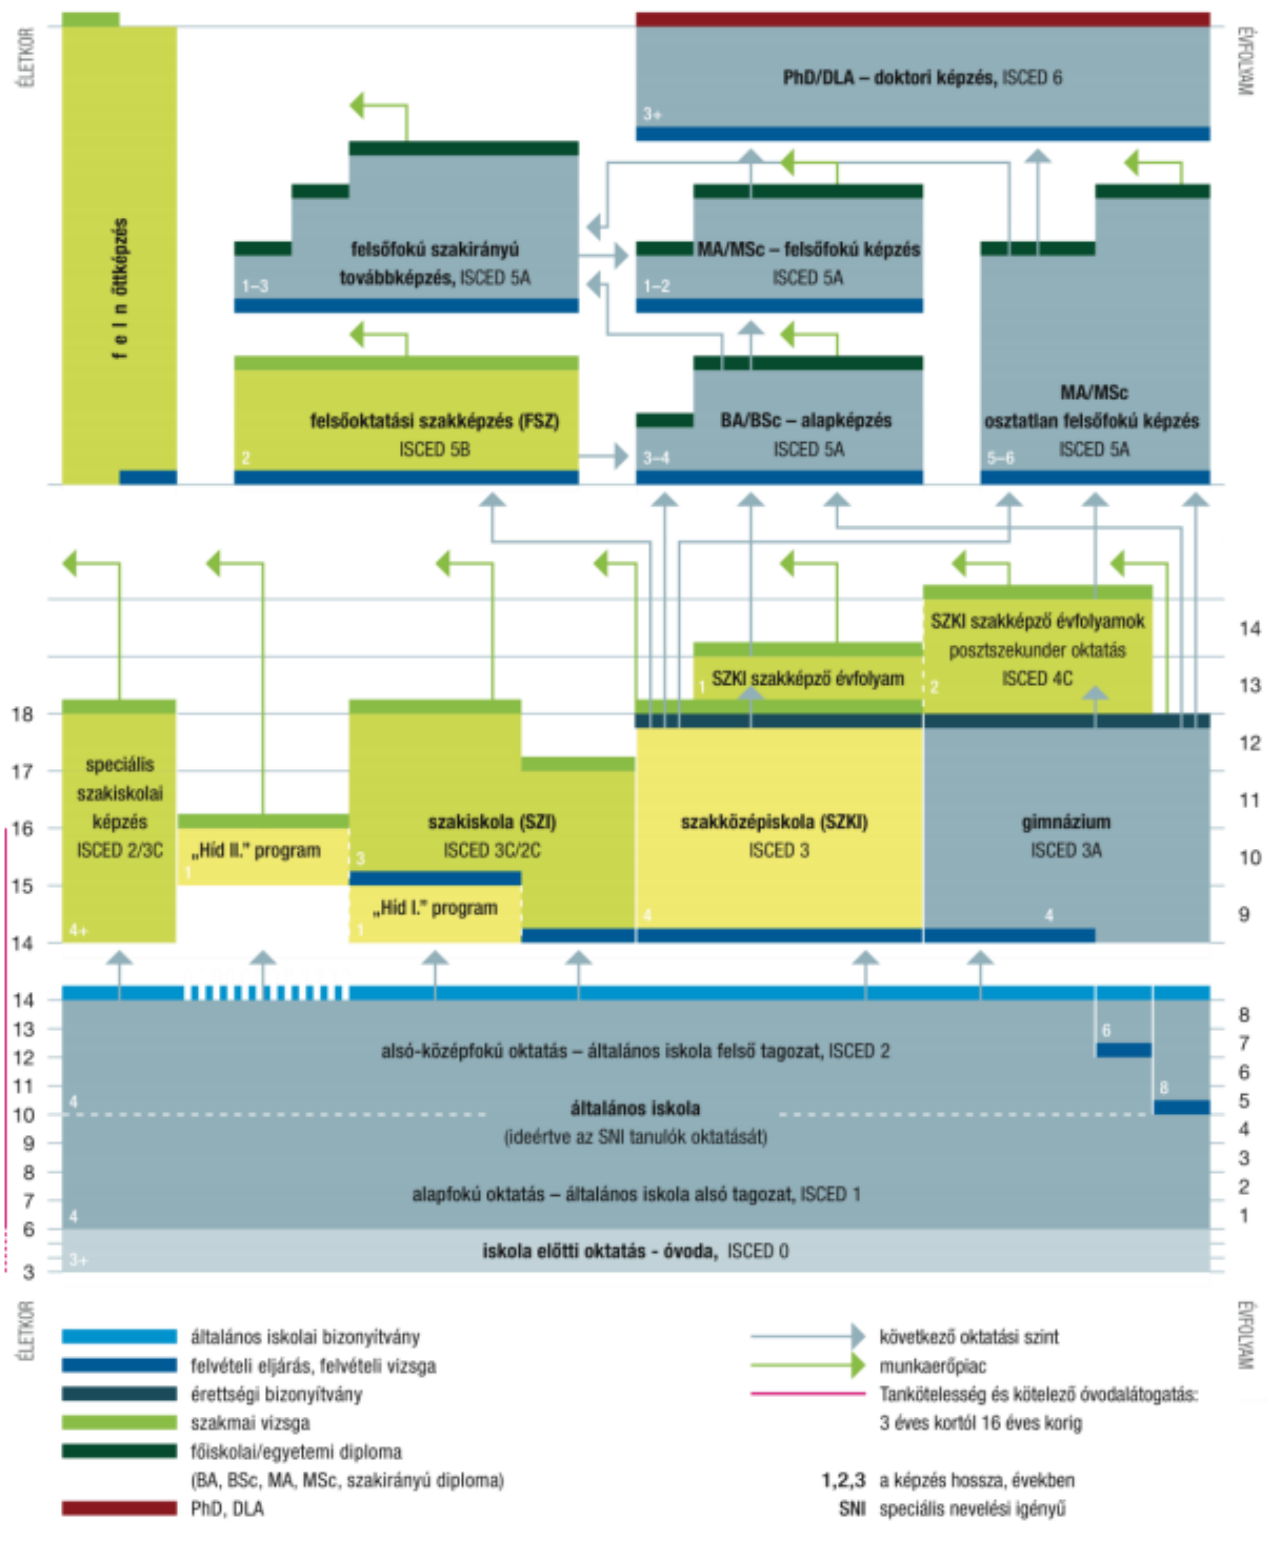 ÉLETKOR
ÉVFOLYAM
PhD/DLA – doktori képzés, ISCED 6
3+
felnőttképzés
felsőfokú szakirányú
továbbképzés, ISCED 5A
1–3
MA/MSc – felsőfokú képzés
ISCED 5A
1–2
MA/MSc
osztatlan felsőfokú képzés
ISCED 5A
5–6
felsőoktatási szakképzés (FSZ)
ISCED 5B
2
BA/BSc – alapképzés
ISCED 5A
3–4
SZKI szakképző évfolyamok
posztszekunder oktatás
ISCED 4C
2
SZKI szakképző évfolyam
1
14
13
12
11
10
9
18
17
16
15
14
speciális
szakiskolai
képzés
ISCED 2/3C
4+
„Híd II.” program
1
szakiskola (SZI)
ISCED 3C/2C
3
„Híd I.” program
1
szakközépiskola (SZKI)
ISCED 3
4
gimnázium
ISCED 3A
4
14
13
12
11
10
9
8
7
6
3
8
7
6
5
4
3
2
1
6
8
alsó-középfokú oktatás – általános iskola felső tagozat, ISCED 2
4
általános iskola
(ideértve az SNI tanulók oktatását)
alapfokú oktatás – általános iskola alsó tagozat, ISCED 1
4
iskola előtti oktatás - óvoda, ISCED 0
3+
ÉLETKOR
ÉVFOLYAM
általános iskolai bizonyítvány
felvételi eljárás, felvételi vizsga
érettségi bizonyítvány
szakmai vizsga
főiskolai/egyetemi diploma
(BA, BSc, MA, MSc, szakirányú diploma)
PhD, DLA
következő oktatási szint
munkaerőpiac
Tankötelesség és kötelező óvodalátogatás:
3 éves kortól 16 éves korig
1,2,3 a képzés hossza, években
SNI speciális nevelési igényű